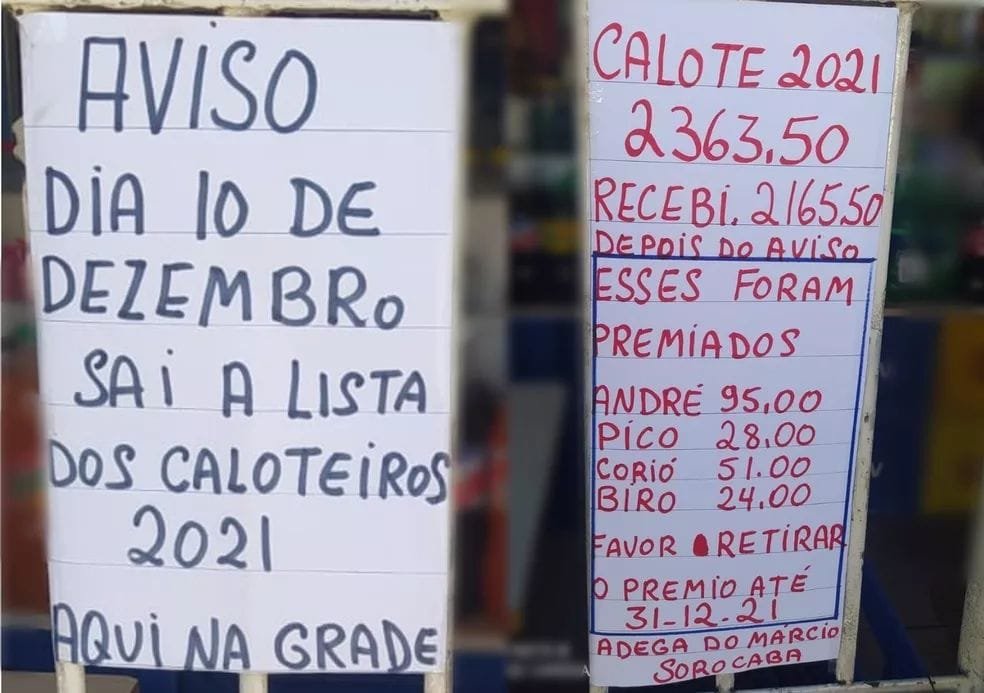 AVISO
DIA 10 DE
DEZEMBRO
SAI A LISTA
DOS CALOTEIROS
2021
AQUI NA GRADE
CALOTE 2021
2363.50
RECEBI. 2165.50
DEPOIS DO AVISO
ESSES FORAM
PREMIADOS
ANDRÉ 95.00
PICO 28.00
CORIÓ 51.00
BIRO 24.00
FAVOR RETIRAR
O PREMIO ATÉ
31-12-21
ADEGA DO MÁRCIO
SOROCABA